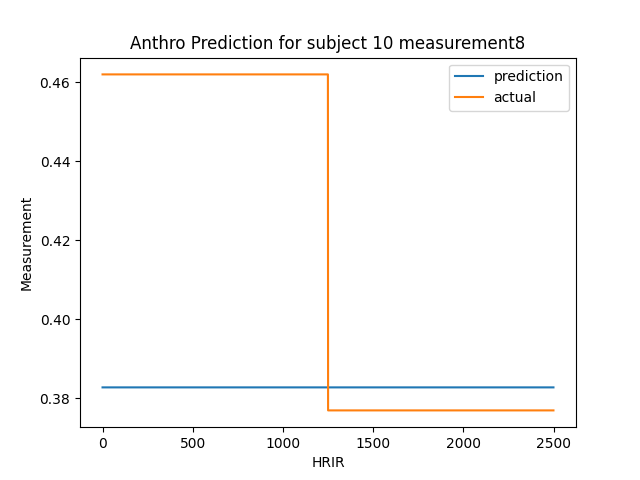 Anthro Prediction for subject 10 measurement8
prediction
actual
Measurement
0.46
0.44
0.42
0.40
0.38
0 500 1000 1500 2000 2500
HRIR